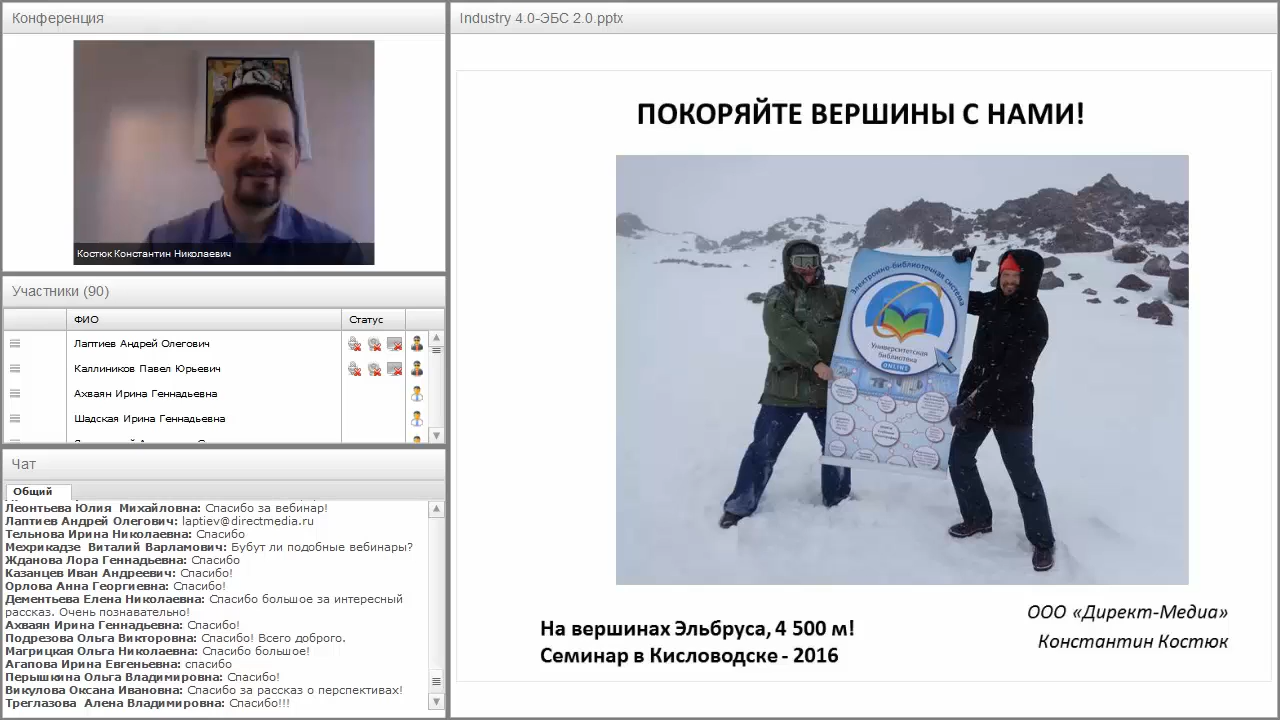 Конференция
Костюк Константин Николаевич
Участники (90)
ФИО
Статус
Лаптиев Андрей Олегович
Каллиников Павел Юрьевич
Ахваян Ирина Геннадьевна
Шадская Ирина Геннадьевна
Чат
Общий
Леонтьева Юлия Михайловна: Спасибо за вебинар!
Лаптиев Андрей Олегович: laptiev@directmedia.ru
Тельнова Ирина Николаевна: Спасибо
Мехрикадзе Виталий Варламович: Бубут ли подобные вебинары?
Жданова Лора Геннадьевна: Спасибо
Казанцев Иван Андреевич: Спасибо!
Орлова Анна Георгиевна: Спасибо!
Дементьева Елена Николаевна: Спасибо большое за интересный
рассказ. Очень познавательно!
Ахваян Ирина Геннадьевна: Спасибо!
Подрезова Ольга Викторовна: Спасибо! Всего доброго.
Магрицкая Ольга Николаевна: Спасибо большое!
Агапова Ирина Евгеньевна: спасибо
Перышкина Ольга Владимировна: Спасибо!
Викулова Оксана Ивановна: Спасибо за рассказ о перспективах!
Треглазова Алена Владимировна: Спасибо!!!
Industry 4.0-ЭБС 2.0.pptx
ПОКОРЯЙТЕ ВЕРШИНЫ С НАМИ!
Электронно-библиотечная система
Университетская
библиотека
ONLINE
На вершинах Эльбруса, 4 500 м!
Семинар в Кисловодске - 2016
ООО «Директ-Медиа»
Константин Костюк